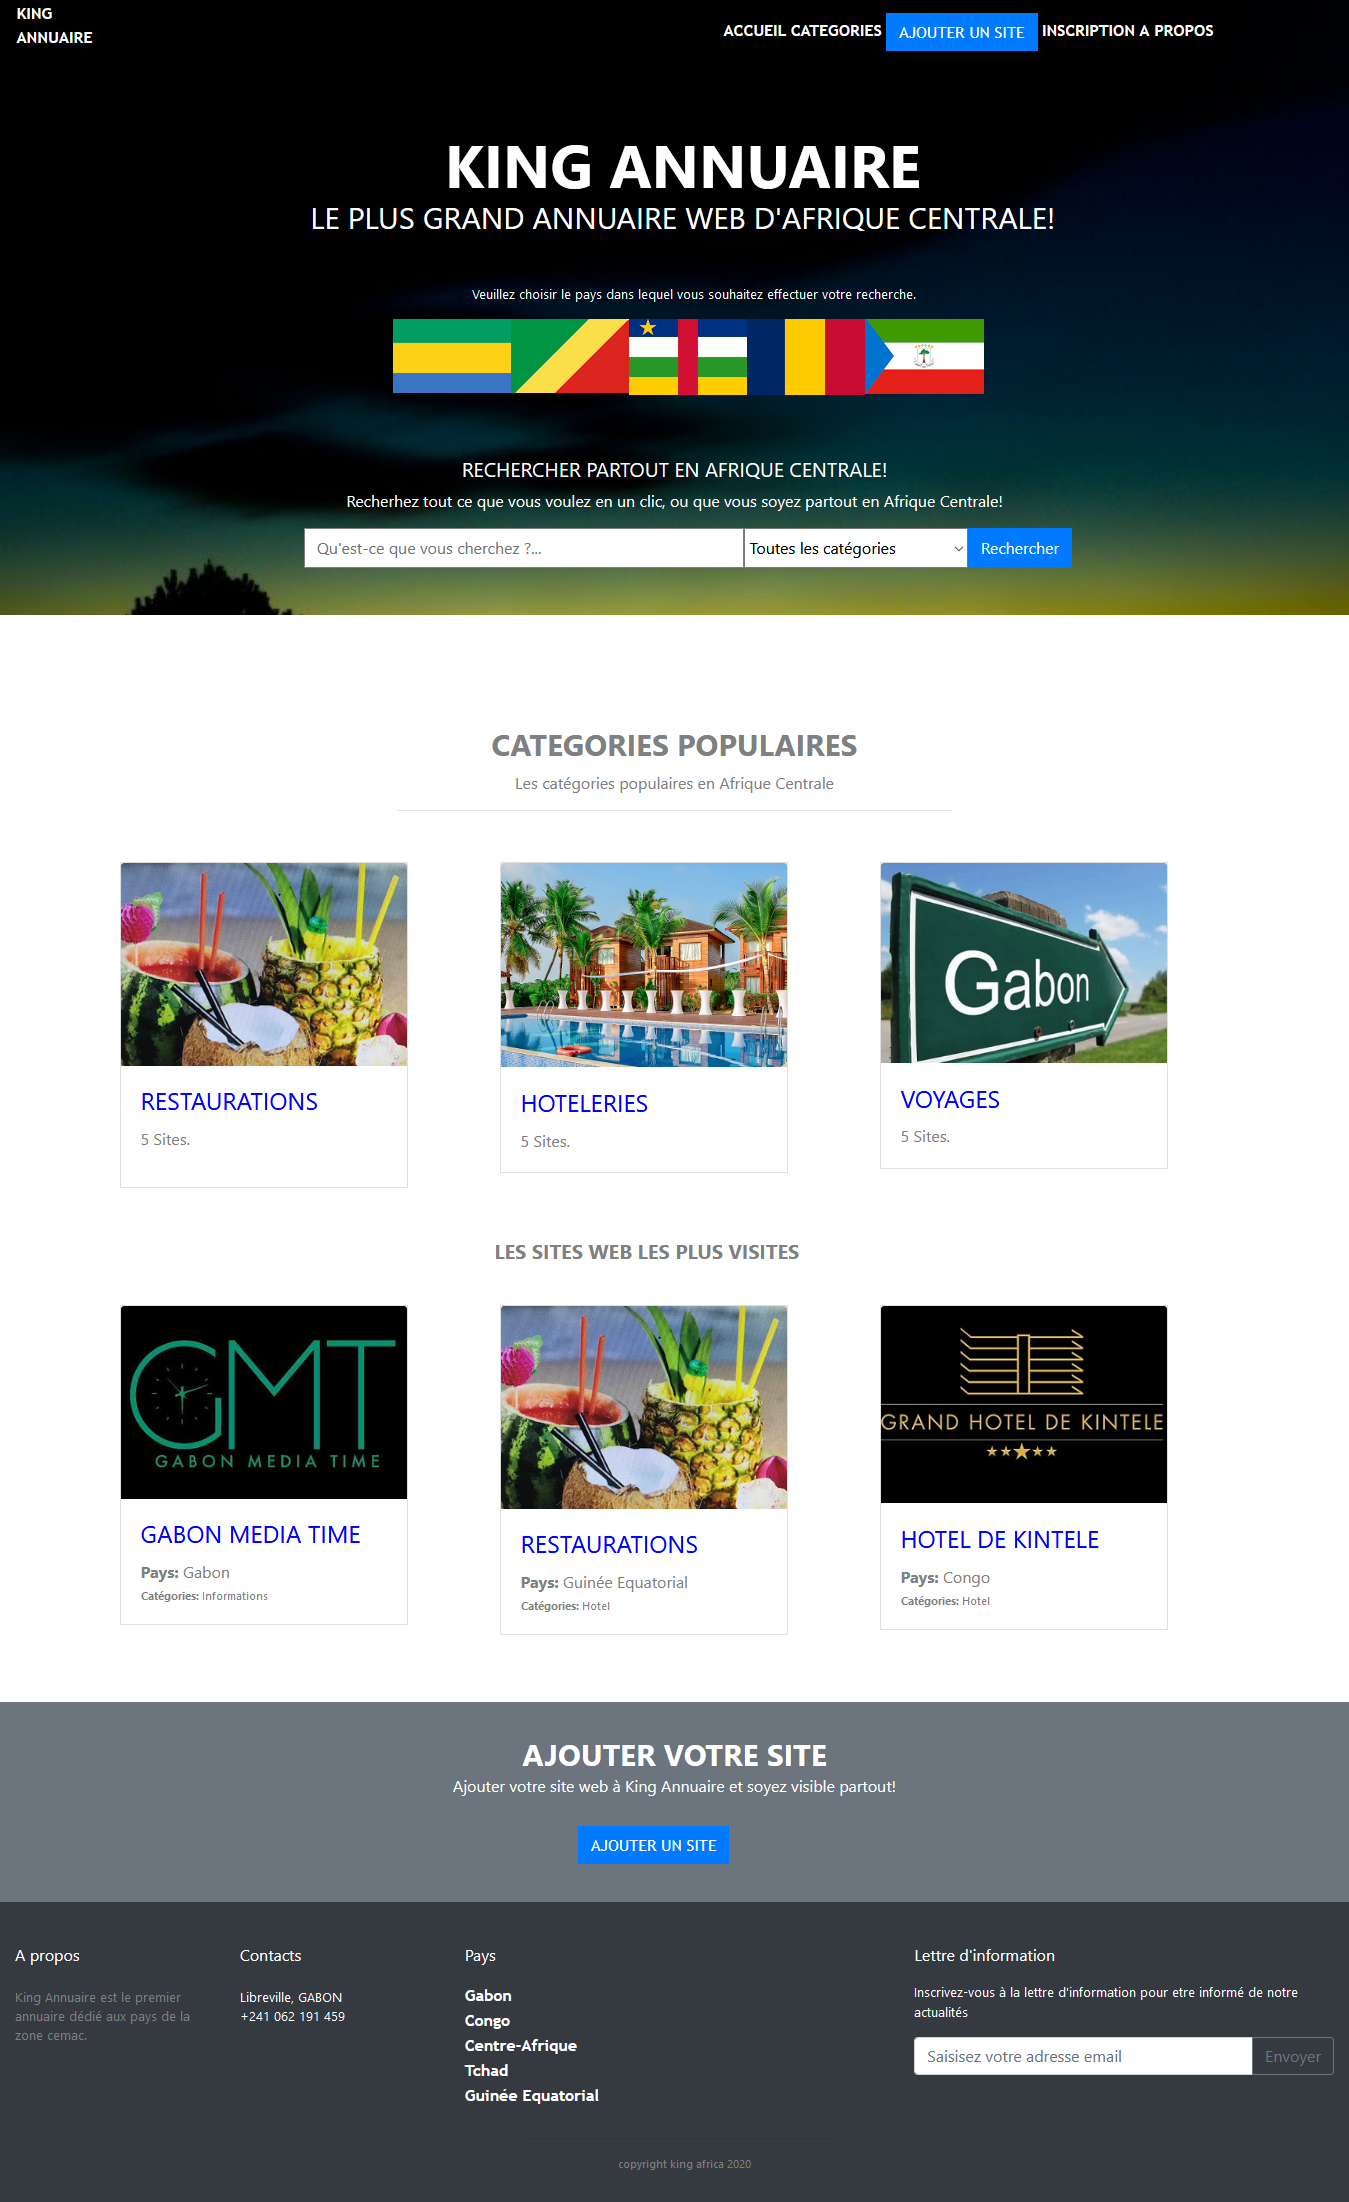 KING
ANNUAIRE
ACCUEIL CATEGORIES AJOUTER UN SITE INSCRIPTION A PROPOS
KING ANNUAIRE
LE PLUS GRAND ANNUAIRE WEB D'AFRIQUE CENTRALE!
Veuillez choisir le pays dans lequel vous souhaitez effectuer votre recherche.
RECHERCHER PARTOUT EN AFRIQUE CENTRALE!
Recherhez tout ce que vous voulez en un clic, ou que vous soyez partout en Afrique Centrale!
Qu'est-ce que vous cherchez ?... Toutes les catégories Rechercher
CATEGORIES POPULAIRES
Les catégories populaires en Afrique Centrale
Gabon
RESTAURATIONS
5 Sites.
HOTELERIES
5 Sites.
VOYAGES
5 Sites.
LES SITES WEB LES PLUS VISITES
GMT
GABON MEDIA TIME
GRAND HOTEL DE KINTELE
GABON MEDIA TIME
Pays: Gabon
Catégories: Informations
RESTAURATIONS
Pays: Guinée Equatorial
Catégories: Hotel
HOTEL DE KINTELE
Pays: Congo
Catégories: Hotel
AJOUTER VOTRE SITE
Ajouter votre site web à King Annuaire et soyez visible partout!
AJOUTER UN SITE
A propos
King Annuaire est le premier
annuaire dédié aux pays de la
zone cemac.
Contacts
Libreville, GABON
+241 062 191 459
Pays
Gabon
Congo
Centre-Afrique
Tchad
Guinée Equatorial
Lettre d'information
Inscrivez-vous à la lettre d'information pour etre informé de notre
actualités
Saisisez votre adresse email Envoyer
copyright king africa 2020